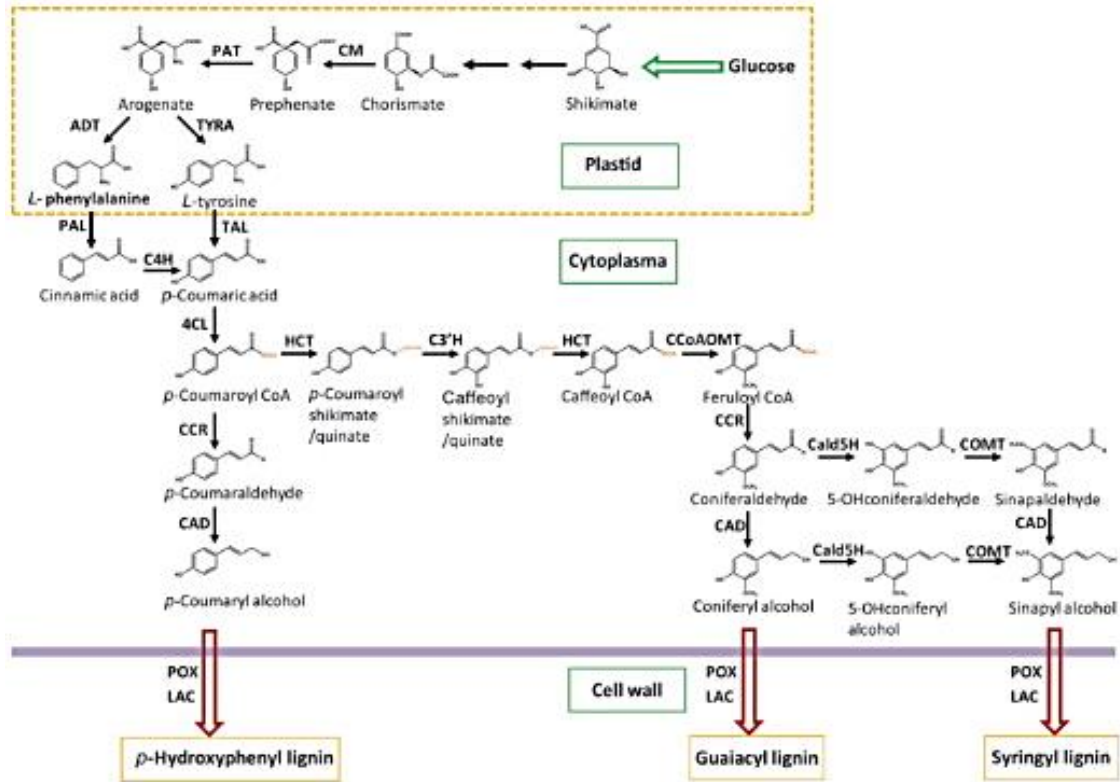 PAT
CM
Glucose
Arogenate
Prephenate
Chorismate
Shikimate
ADT
TYRA
Plastid
L- phenylalanine
L-tyrosine
PAL
TAL
Cytoplasma
C4H
Cinnamic acid
p-Coumaric acid
4CL
HCT
C3'H
HCT
CCoAOMT
p-Coumaroyl CoA
p-Coumaroyl
shikimate
/quinate
Caffeoyl
shikimate
/quinate
Caffeoyl CoA
Feruloyl CoA
CCR
CCR
Cald5H
COMT
p-Coumaraldehyde
Coniferaldehyde
5-OHconiferaldehyde
Sinapaldehyde
CAD
CAD
CAD
Cald5H
COMT
p-Coumaryl alcohol
Coniferyl alcohol
5-OHconiferyl
alcohol
Sinapyl alcohol
POX
LAC
Cell wall
POX
LAC
POX
LAC
p-Hydroxyphenyl lignin
Guaiacyl lignin
Syringyl lignin